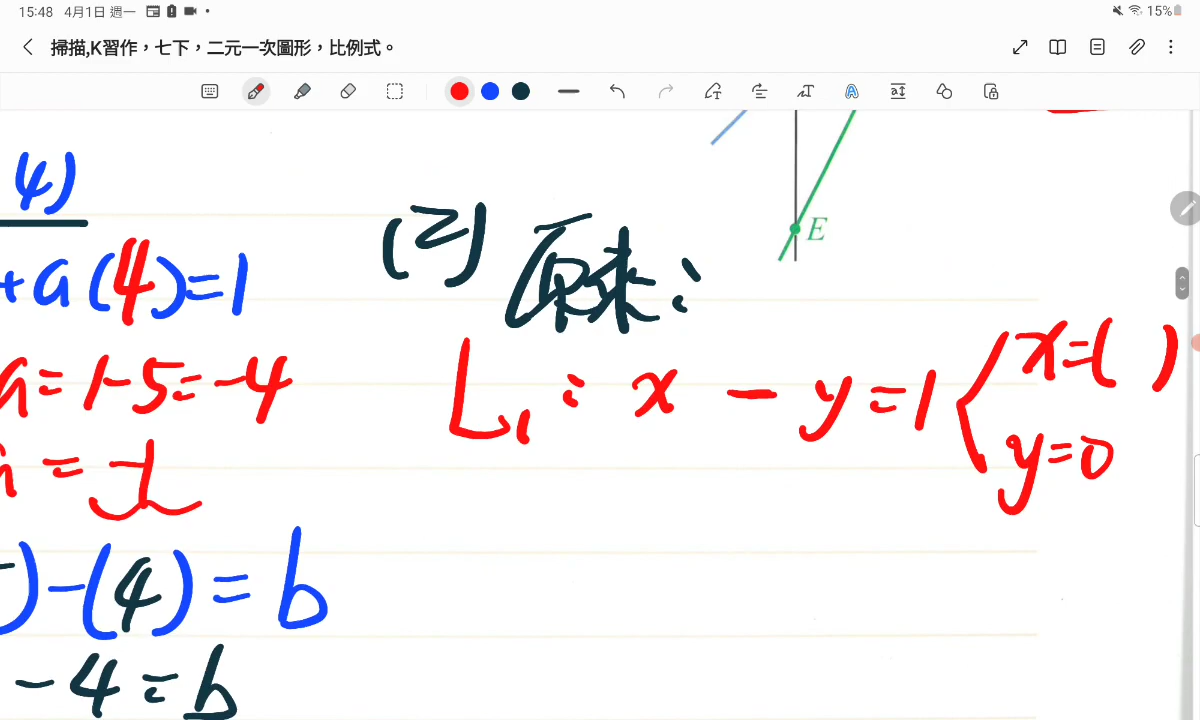 15:48 4月1日 週一
15%
掃描,K習作，七下，二元一次圖形，比例式。
4)
+a(4)=1
a=1-5=-4
)-(4)=b
-4=b
E
(2)原來：
L₁：x-y=1{x=( )
y=0